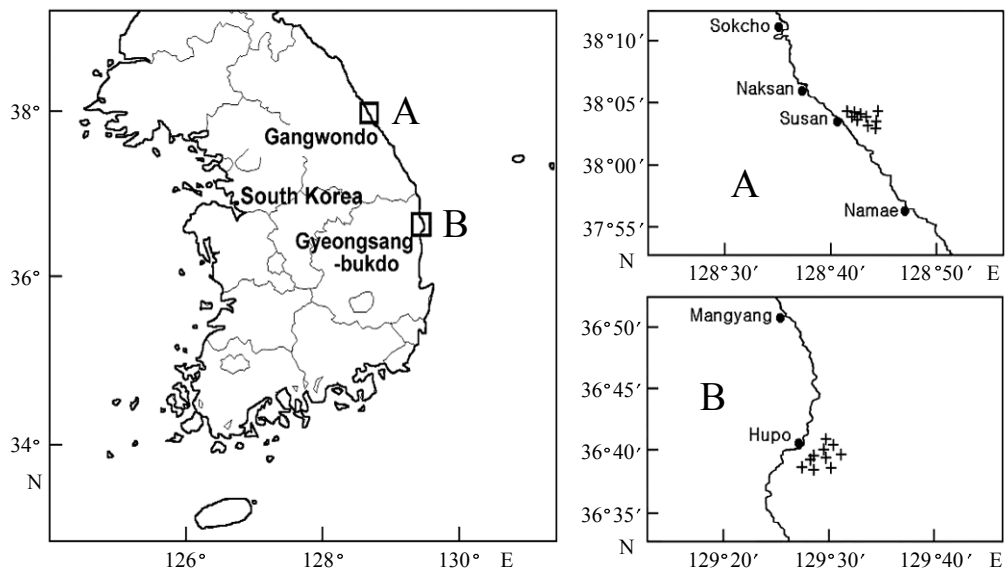 38°
36°
34°
N
126°
128°
130°
E
A
Gangwondo
South Korea
B
Gyeongsang
-bukdo
38°10′
38°05′
38°00′
37°55′
N
128°30′
128°40′
128°50′
E
Sokcho
Naksan
Susan
A
Namae
36°50′
36°45′
36°40′
36°35′
N
129°20′
129°30′
129°40′
E
Mangyang
B
Hupo